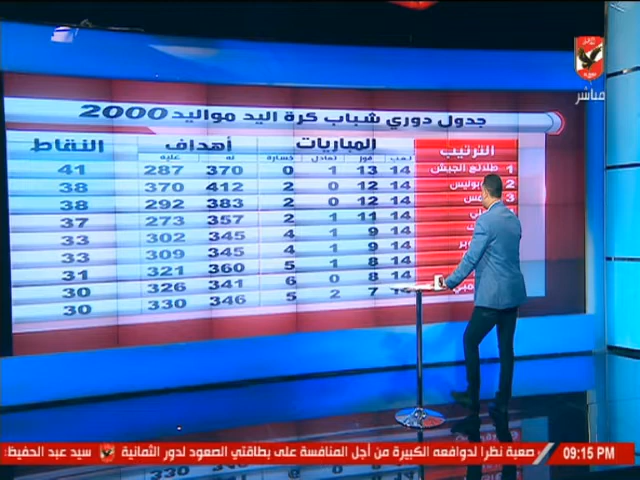 مباشر
جدول دوري شباب كرة اليد مواليد 2000
الترتيب المباريات أهداف النقاط
لعب فوز تعادل خسارة له عليه
1 طلائع الجيش 14 13 1 0 370 287 41
2 14 12 0 2 412 370 38
3 14 12 0 2 383 292 38
14 11 1 2 357 273 37
14 9 1 4 345 302 33
14 9 1 4 345 309 33
14 8 1 5 360 321 31
14 8 0 6 341 326 30
7 2 5 346 330 30
صعبية نظرا لدوافعه الكبيرة من أجل المنافسة على بطاقتي الصعود لدور الثمانية سيد عبد الحفيظ:
09:15 PM